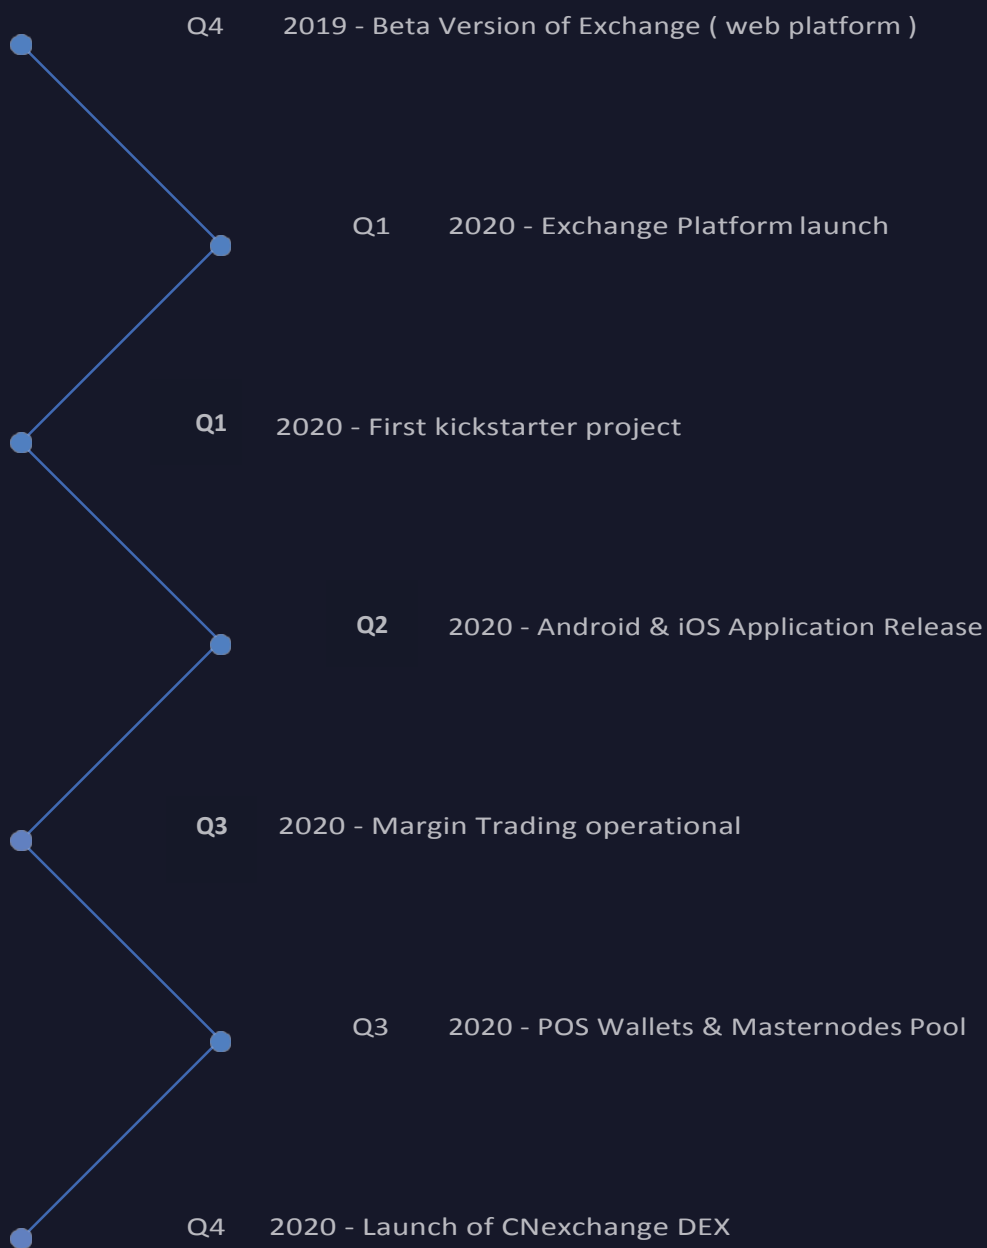 Q4 2019 - Beta Version of Exchange ( web platform )
Q1 2020 - Exchange Platform launch
Q1 2020 - First kickstarter project
Q2 2020 - Android & iOS Application Release
Q3 2020 - Margin Trading operational
Q3 2020 - POS Wallets & Masternodes Pool
Q4 2020 - Launch of CNexchange DEX